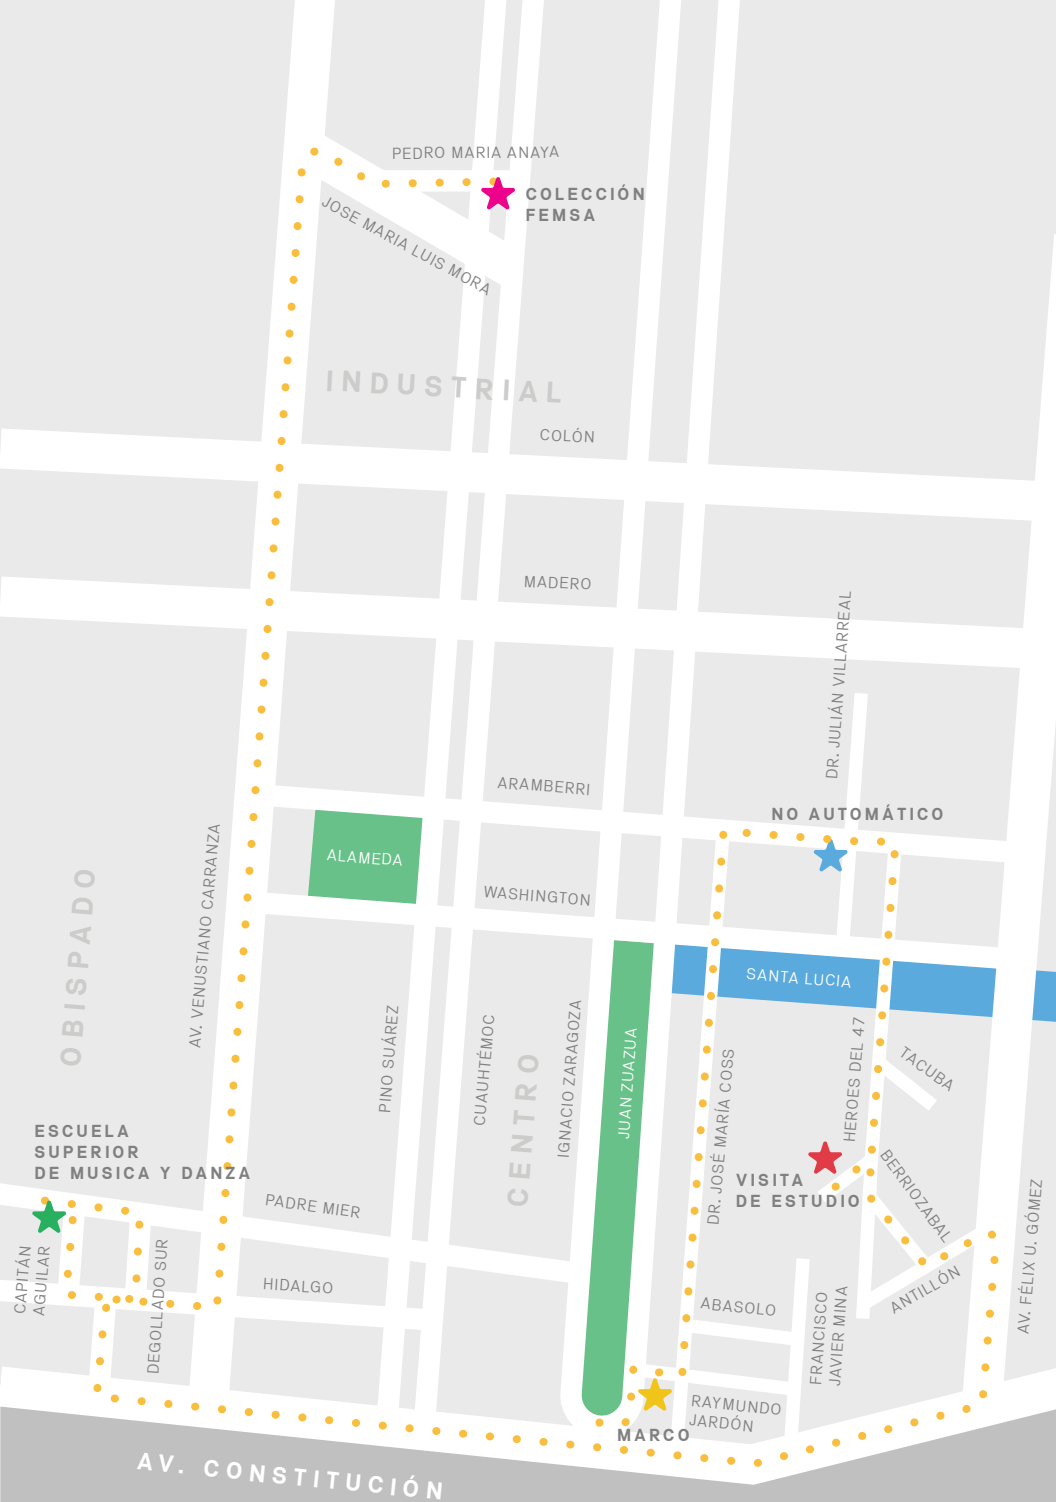 PEDRO MARIA ANAYA
COLECCIÓN
FEMSA
JOSE MARIA LUIS MORA
INDUSTRIAL
COLÓN
MADERO
DR. JULIÁN VILLARREAL
ARAMBERRI
NO AUTOMÁTICO
ALAMEDA
WASHINGTON
AV. VENUSTIANO CARRANZA
OBISPADO
SANTA LUCIA
PINO SUÁREZ
CUAUHTÉMOC
CENTRO
IGNACIO ZARAGOZA
JUAN ZUAZUA
DR. JOSÉ MARÍA COSS
HEROES DEL 47
TACUBA
ESCUELA
SUPERIOR
DE MUSICA Y DANZA
VISITA
DE ESTUDIO
BERRIOZABAL
AV. FÉLIX U. GÓMEZ
PADRE MIER
CAPITÁN
AGUILAR
DEGOLLADO SUR
HIDALGO
ABASOLO
FRANCISCO
JAVIER MINA
ANTILLÓN
RAYMUNDO
JARDÓN
MARCO
AV. CONSTITUCIÓN